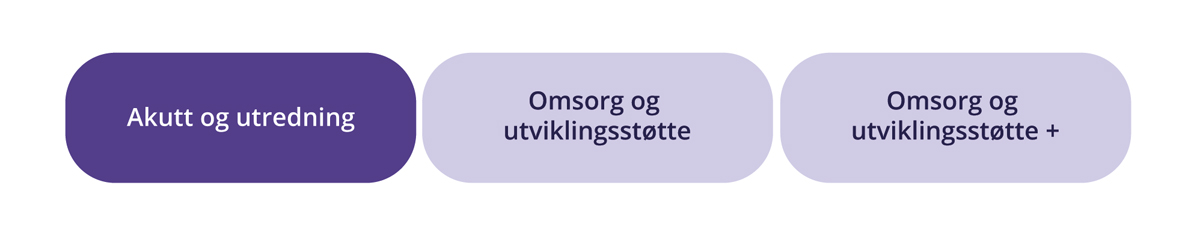 Akutt og utredning
Omsorg og
utviklingsstøtte
Omsorg og
utviklingsstøtte +